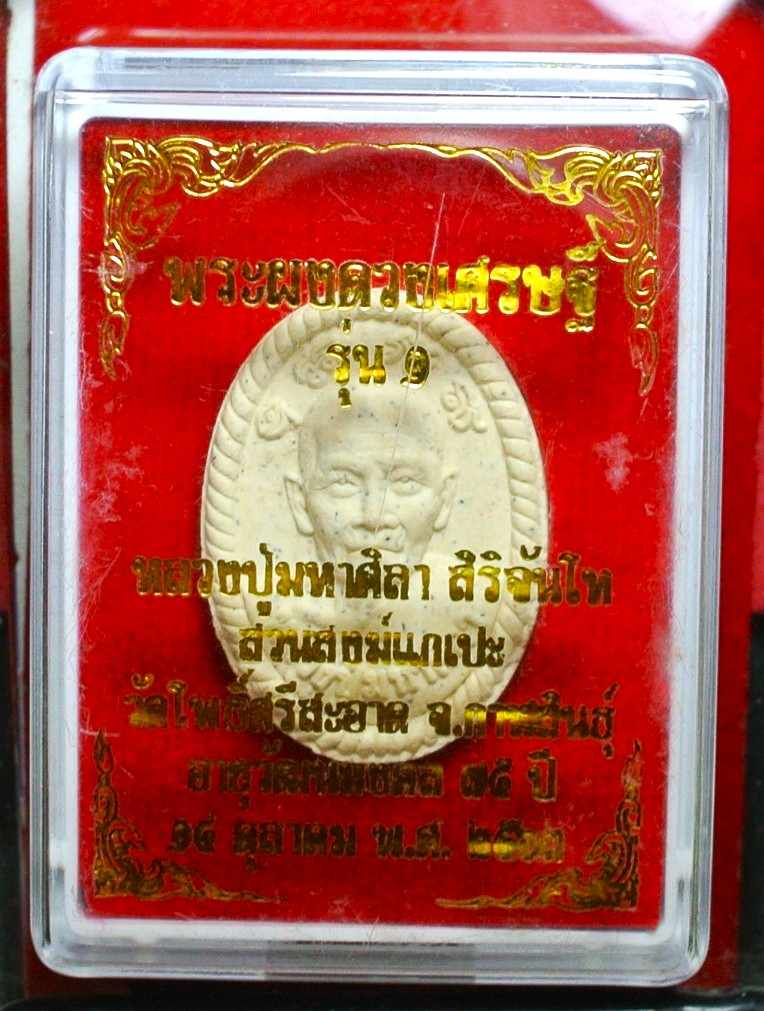 พระผงดวงเศรษฐี
รุ่น ๑
หลวงปู่มหาศิลา สิริจันโท
สวนสงฆ์แกเปะ
วัดโพธิ์ศรีสะอาด จ.กาฬสินธุ์
อายุวัฒนมงคล ๗๕ ปี
๑๔ ตุลาคม พ.ศ. ๒๕๖๓